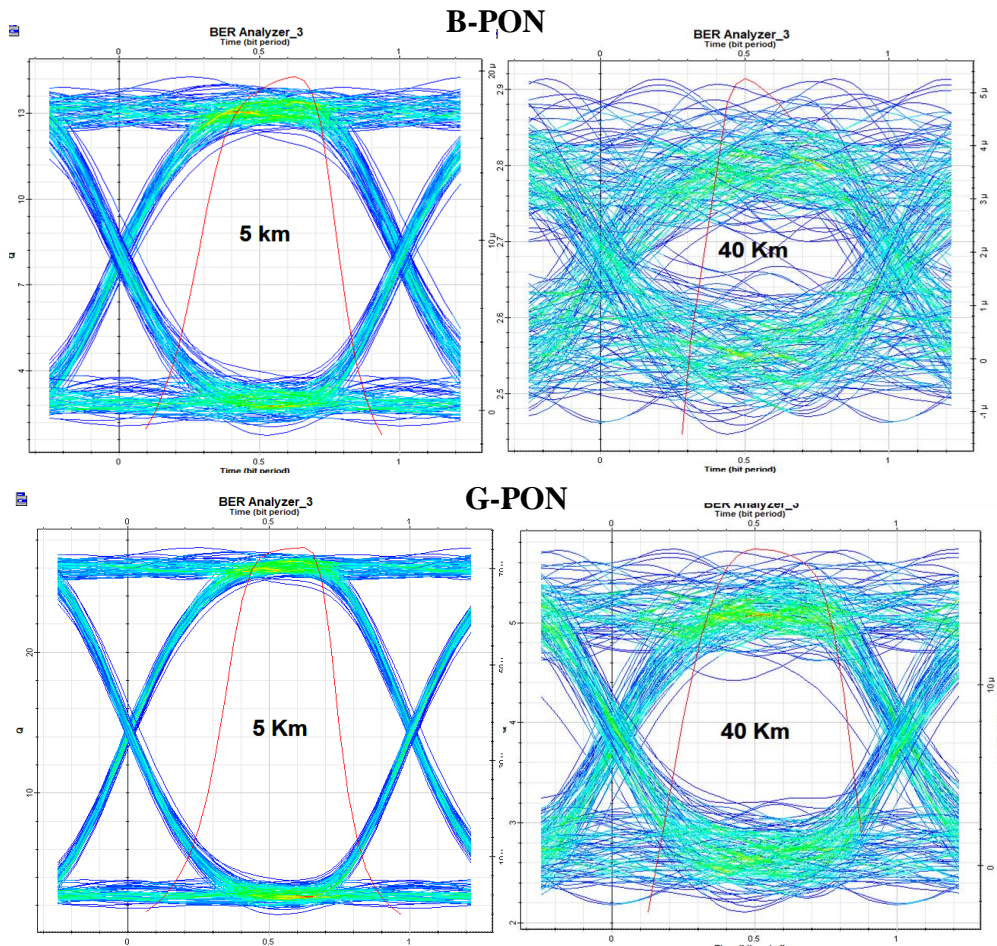 B-PON
BER Analyzer_3
Time (bit period)
0 0.5 1
20 µ
13
10
7
4
Q
10 µ
0
5 km
0 0.5 1
Time (bit period)
BER Analyzer_3
Time (bit period)
0 0.5 1
2.9
2.8
2.7
2.6
2.5
5 µ
4 µ
3 µ
2 µ
1 µ
0
-1 µ
40 Km
0 0.5 1
Time (bit period)
G-PON
BER Analyzer_3
Time (bit period)
0 0.5 1
20
10
Q
5 Km
0 0.5 1
BER Analyzer_3
Time (bit period)
0 0.5 1
5
4
3
2
10 µ
0
40 Km
0 0.5 1